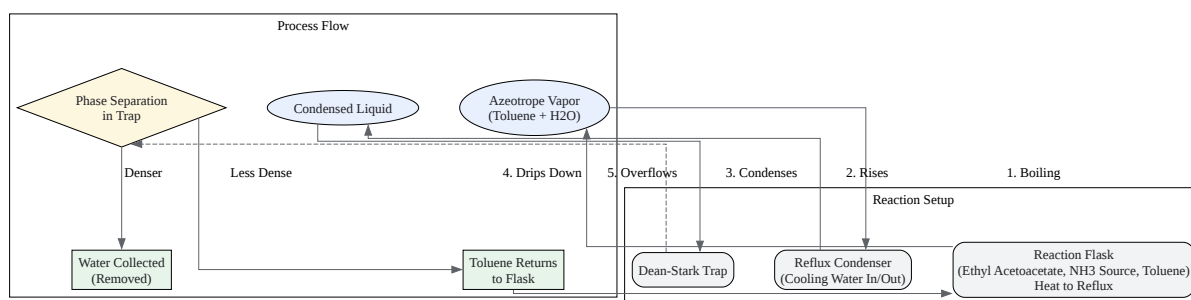 Process Flow
Phase Separation
in Trap
Condensed Liquid
Azeotrope Vapor
(Toluene + H2O)
Denser
Less Dense
4. Drips Down
5. Overflows
3. Condenses
2. Rises
1. Boiling
Reaction Setup
Water Collected
(Removed)
Toluene Returns
to Flask
Dean-Stark Trap
Reflux Condenser
(Cooling Water In/Out)
Reaction Flask
(Ethyl Acetoacetate, NH3 Source, Toluene)
Heat to Reflux